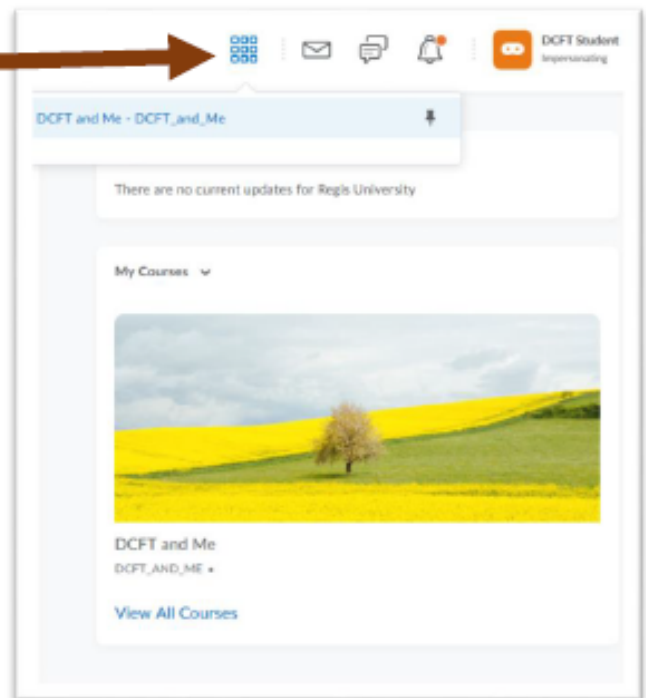 DCFT Student
Impersonating
DCFT and Me - DCFT_and_Me
There are no current updates for Regis University
My Courses
DCFT and Me
DCFT_AND_ME •
View All Courses